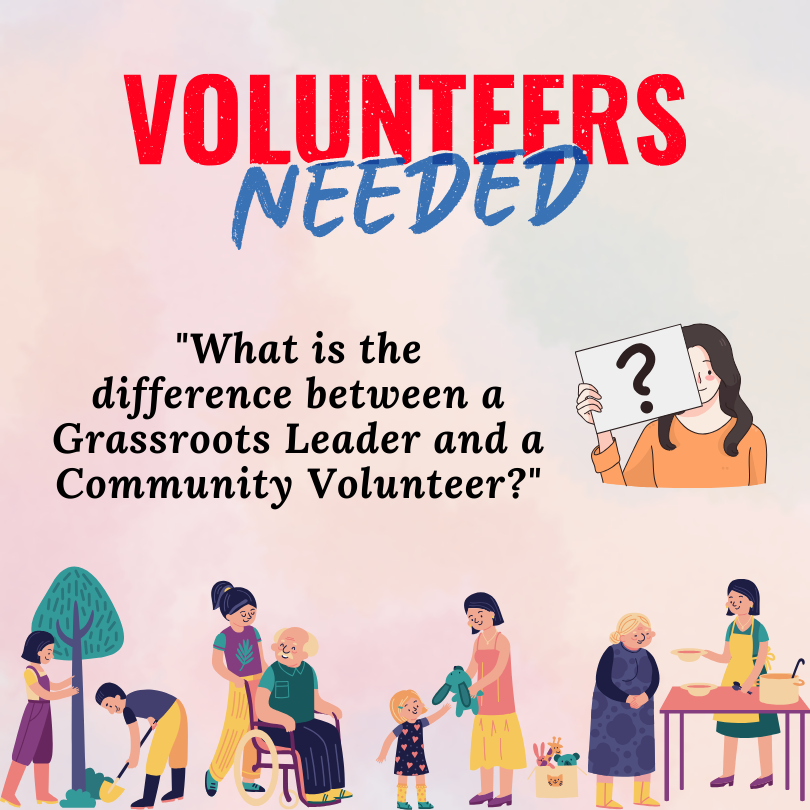 VOLUNTEERS
NEEDED
"What is the
difference between a
Grassroots Leader and a
Community Volunteer?"
?